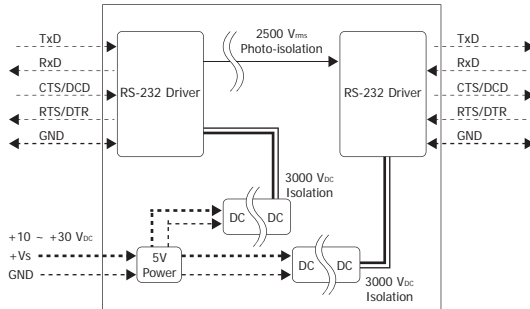 2500 Vrms
Photo-isolation
TxD
RxD
CTS/DCD
RTS/DTR
GND
RS-232 Driver
RS-232 Driver
TxD
RxD
CTS/DCD
RTS/DTR
GND
3000 VDC
Isolation
DC DC
+10 ~ +30 VDC
+Vs
GND
5V
Power
DC DC
3000 VDC
Isolation